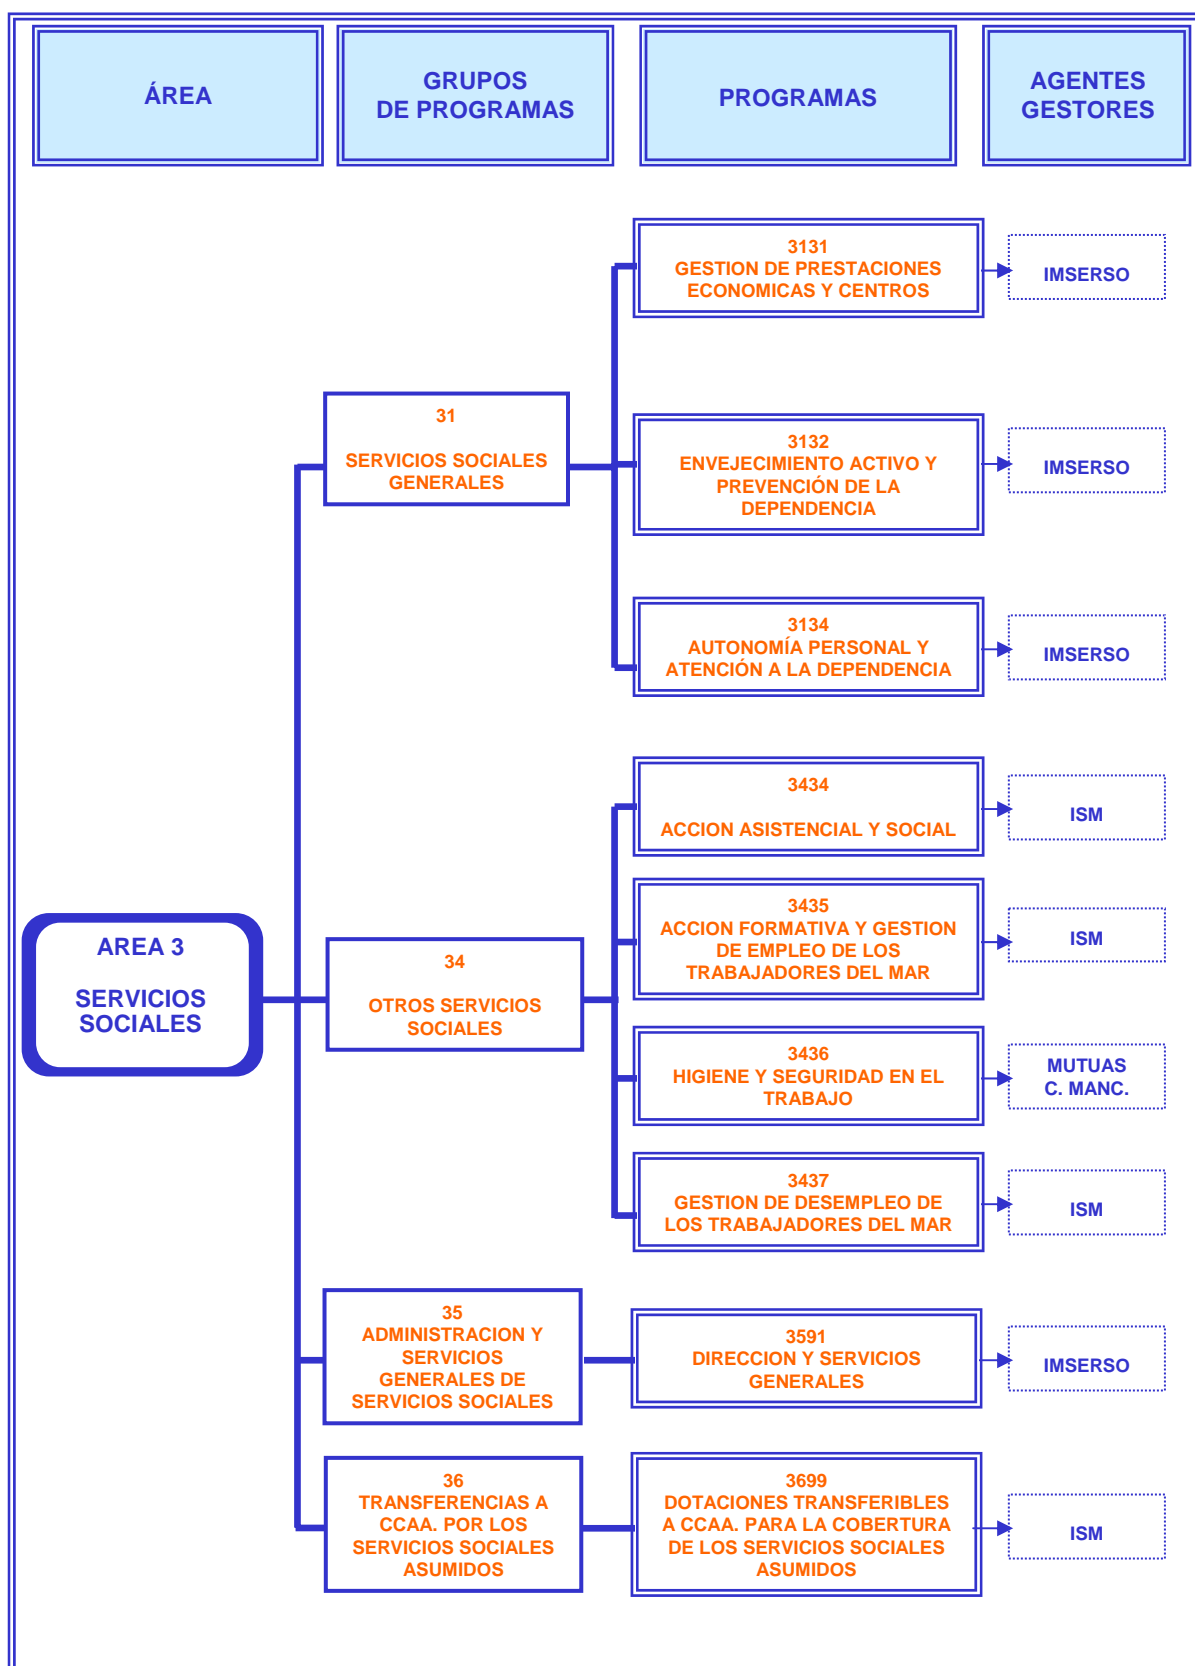 ÁREA
GRUPOS
DE PROGRAMAS
PROGRAMAS
AGENTES
GESTORES
3131
GESTION DE PRESTACIONES
ECONOMICAS Y CENTROS
IMSERSO
31
SERVICIOS SOCIALES
GENERALES
3132
ENVEJECIMIENTO ACTIVO Y
PREVENCIÓN DE LA
DEPENDENCIA
IMSERSO
3134
AUTONOMÍA PERSONAL Y
ATENCIÓN A LA DEPENDENCIA
IMSERSO
3434
ACCION ASISTENCIAL Y SOCIAL
ISM
AREA 3
SERVICIOS
SOCIALES
34
OTROS SERVICIOS
SOCIALES
3435
ACCION FORMATIVA Y GESTION
DE EMPLEO DE LOS
TRABAJADORES DEL MAR
ISM
3436
HIGIENE Y SEGURIDAD EN EL
TRABAJO
MUTUAS
C. MANC.
3437
GESTION DE DESEMPLEO DE
LOS TRABAJADORES DEL MAR
ISM
35
ADMINISTRACION Y
SERVICIOS
GENERALES DE
SERVICIOS SOCIALES
3591
DIRECCION Y SERVICIOS
GENERALES
IMSERSO
36
TRANSFERENCIAS A
CCAA. POR LOS
SERVICIOS SOCIALES
ASUMIDOS
3699
DOTACIONES TRANSFERIBLES
A CCAA. PARA LA COBERTURA
DE LOS SERVICIOS SOCIALES
ASUMIDOS
ISM